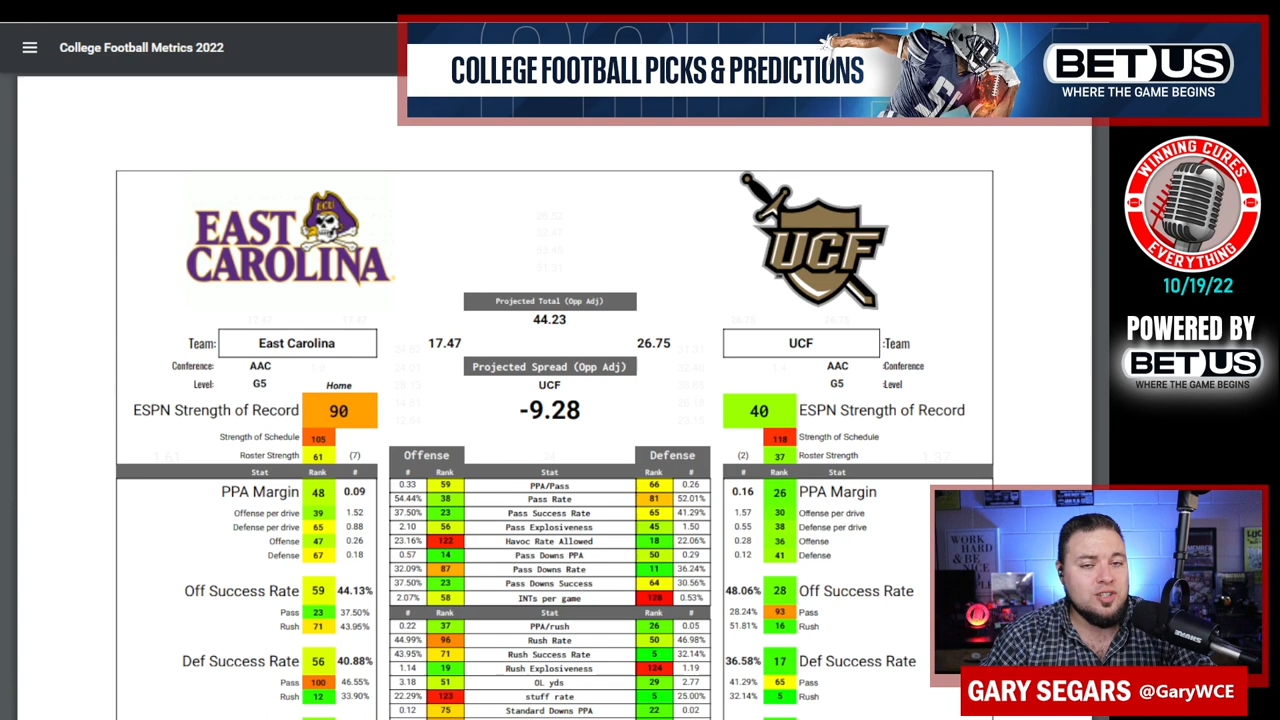 College Football Metrics 2022
COLLEGE FOOTBALL PICKS & PREDICTIONS
BETUS
WHERE THE GAME BEGINS
WINNING CURES
EVERYTHING
10/19/22
POWERED BY
BETUS
WHERE THE GAME BEGINS
ECU
EAST
CAROLINA
UCF
Projected Total (Opp Adj)
44.23
Team: East Carolina 17.47 26.75 UCF :Team
Projected Spread (Opp Adj)
Conference: AAC AAC :Conference
Level: G5 Home UCF G5 :Level
ESPN Strength of Record 90 -9.28 40 ESPN Strength of Record
Strength of Schedule 105 118 Strength of Schedule
Roster Strength 61 (7) Offense Defense (2) 37 Roster Strength
Stat Rank # # Rank Stat Rank # # Rank Stat
0.33 59 PPA/Pass 66 0.26
PPA Margin 48 0.09 54.44% 38 Pass Rate 81 52.01% 0.16 26 PPA Margin
Offense per drive 39 1.52 37.50% 23 Pass Success Rate 65 41.29% 1.57 30 Offense per drive
Defense per drive 65 0.88 2.10 56 Pass Explosiveness 45 1.50 0.55 38 Defense per drive
Offense 47 0.26 23.16% 122 Havoc Rate Allowed 18 22.06% 0.26 36 Offense
Defense 67 0.18 0.57 14 Pass Downs PPA 50 0.29 0.12 41 Defense
32.09% 87 Pass Downs Rate 11 36.24%
Off Success Rate 59 44.13% 37.50% 23 Pass Downs Success 64 30.56% 48.06% 28 Off Success Rate
2.07% 58 INTs per game 128 0.53%
Pass 23 37.50% # Rank Stat Rank # 28.24% 93 Pass
Rush 71 43.95% 0.22 37 PPA/rush 26 0.05 51.81% 16 Rush
44.99% 96 Rush Rate 50 46.98%
43.95% 71 Rush Success Rate 5 32.14%
Def Success Rate 56 40.88% 1.14 19 Rush Explosiveness 124 1.19 36.58% 17 Def Success Rate
Pass 100 46.55% 3.18 51 OL yds 29 2.77 41.29% 65 Pass
Rush 12 33.90% 22.29% 123 stuff rate 5 25.00% 32.14% 5 Rush
0.12 75 Standard Downs PPA 22 0.02
WORK
HARD &
GARY SEGARS @GaryWCE